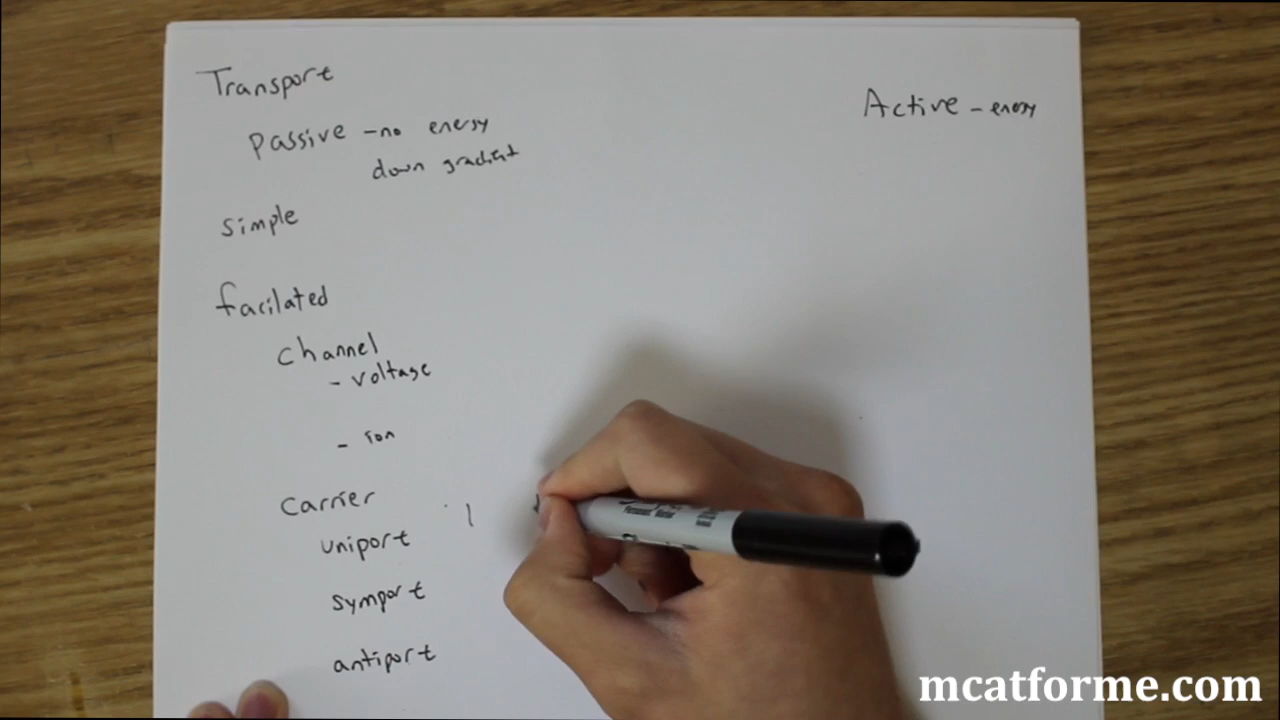 Transport
Active - energy
passive - no energy
down gradient
simple
facilated
channel
- voltage
- ion
carrier
uniport
symport
antiport
mcatforme.com